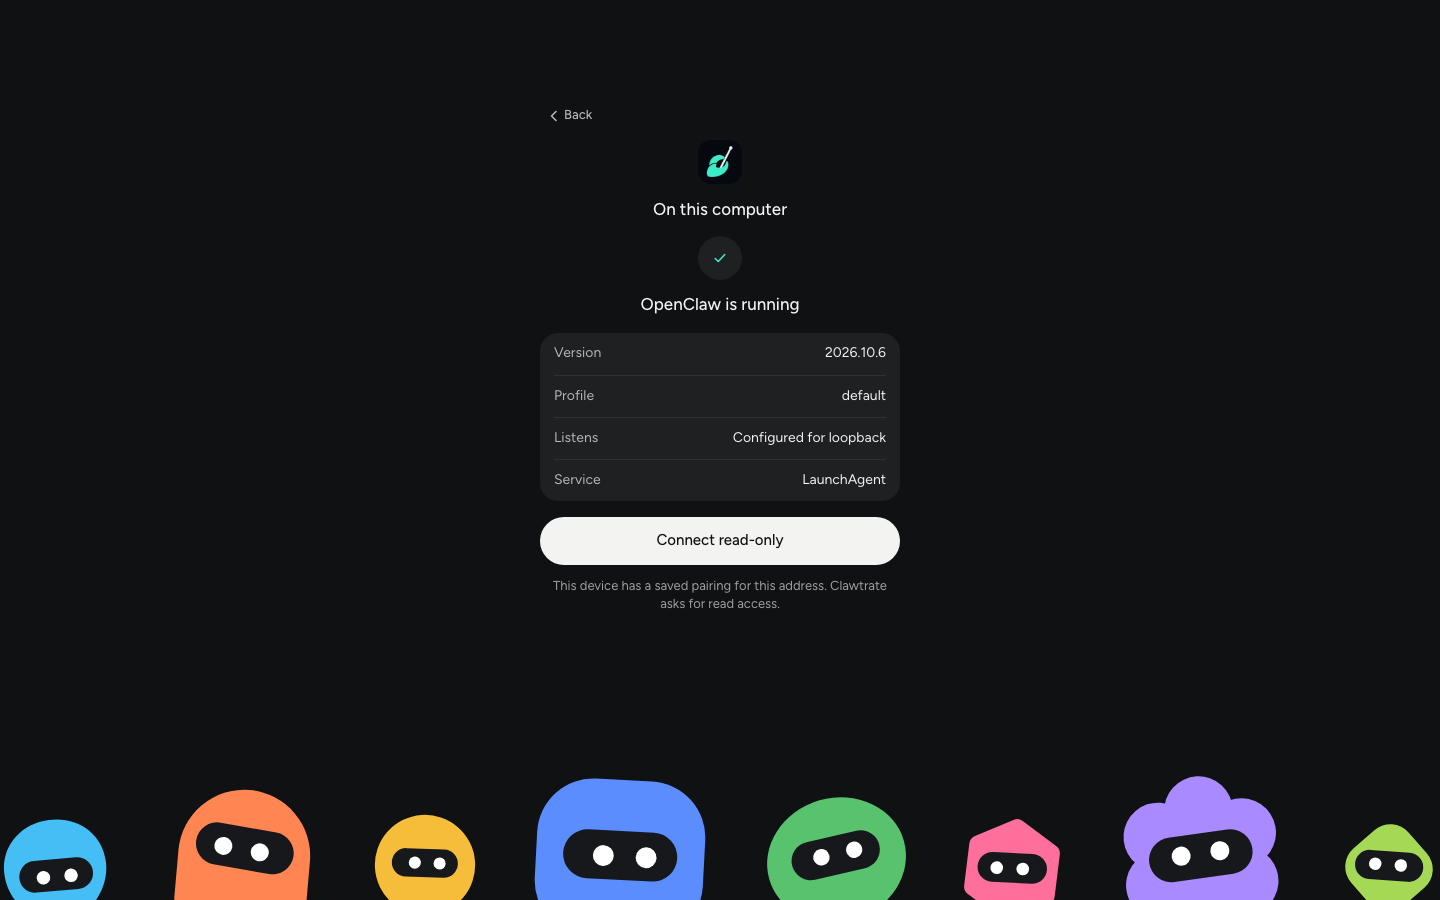 Back
On this computer
OpenClaw is running
Version 2026.10.6
Profile default
Listens Configured for loopback
Service LaunchAgent
Connect read-only
This device has a saved pairing for this address. Clawtrate
asks for read access.